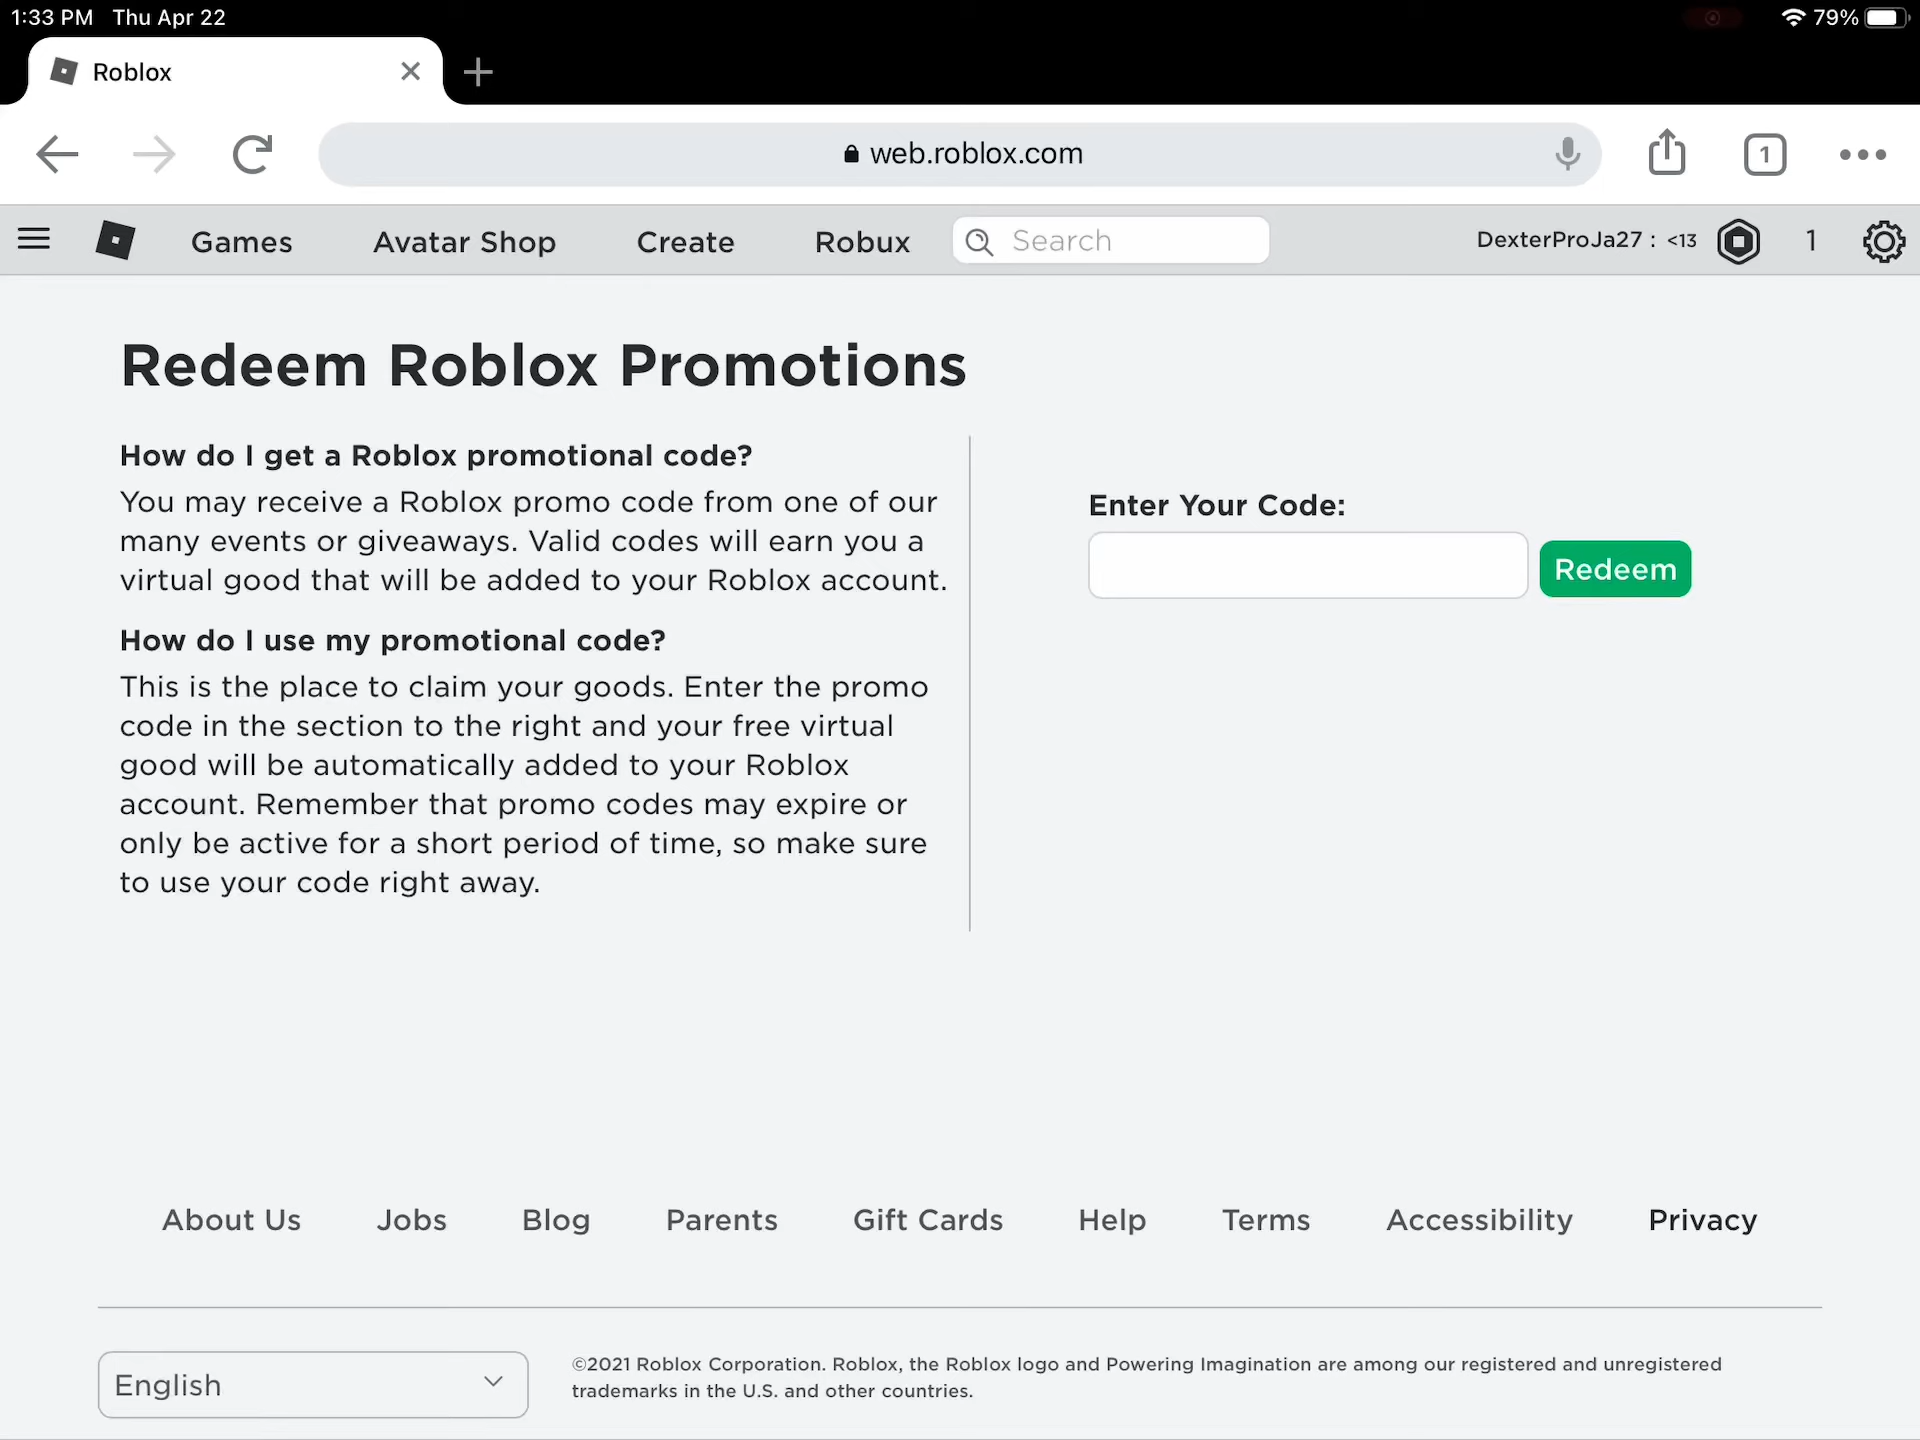 1:33 PM Thu Apr 22
79%
Roblox
web.roblox.com
1
Games
Avatar Shop
Create
Robux
Search
DexterProJa27 : <13
1
Redeem Roblox Promotions
How do I get a Roblox promotional code?
You may receive a Roblox promo code from one of our
many events or giveaways. Valid codes will earn you a
virtual good that will be added to your Roblox account.
How do I use my promotional code?
This is the place to claim your goods. Enter the promo
code in the section to the right and your free virtual
good will be automatically added to your Roblox
account. Remember that promo codes may expire or
only be active for a short period of time, so make sure
to use your code right away.
Enter Your Code:
Redeem
About Us
Jobs
Blog
Parents
Gift Cards
Help
Terms
Accessibility
Privacy
English
©2021 Roblox Corporation. Roblox, the Roblox logo and Powering Imagination are among our registered and unregistered
trademarks in the U.S. and other countries.